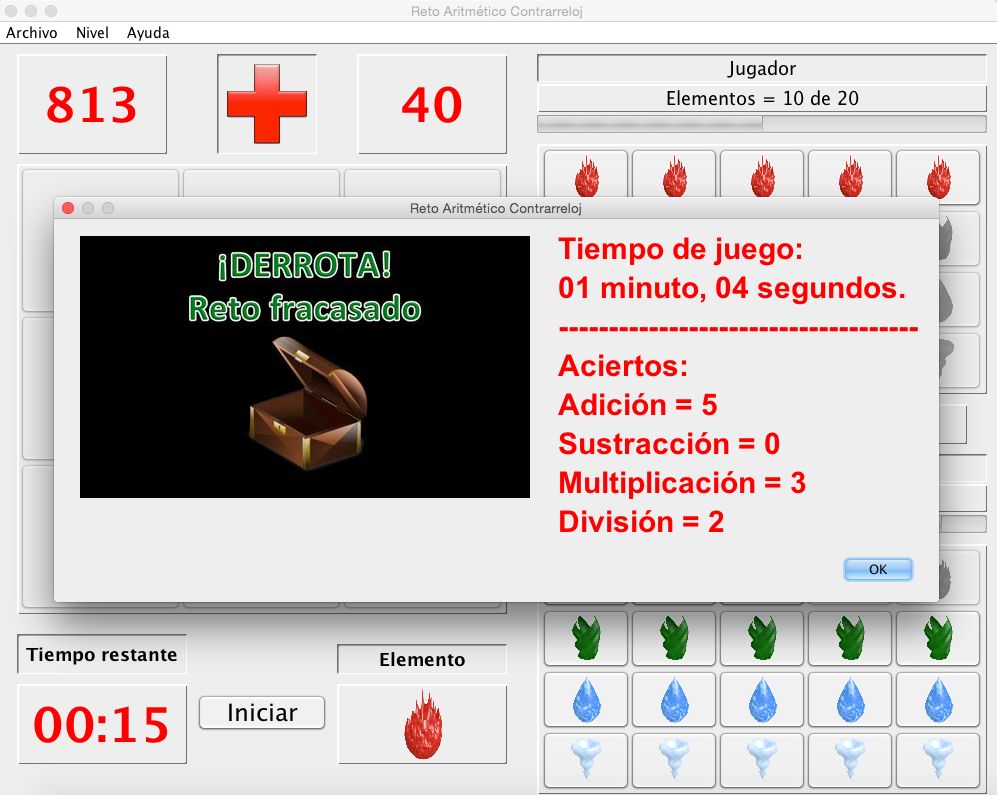 Reto Aritmético Contrarreloj
Archivo Nivel Ayuda
813
40
Jugador
Elementos = 10 de 20
Reto Aritmético Contrarreloj
¡DERROTA!
Reto fracasado
Tiempo de juego:
01 minuto, 04 segundos.
------------------------------------
Aciertos:
Adición = 5
Sustracción = 0
Multiplicación = 3
División = 2
OK
Tiempo restante
00:15
Iniciar
Elemento